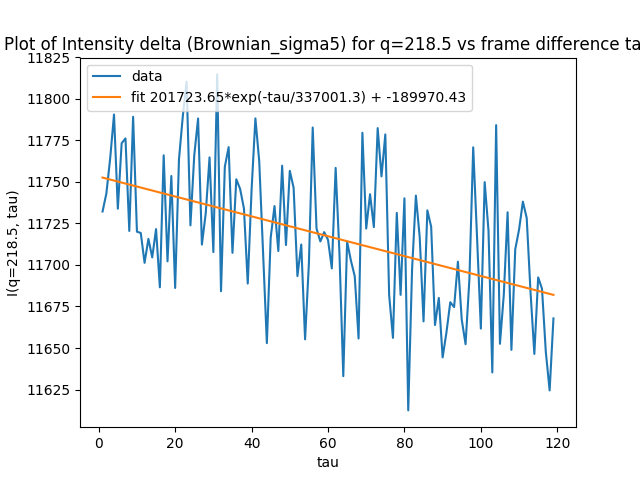 Plot of Intensity delta (Brownian_sigma5) for q=218.5 vs frame difference ta
data
fit 201723.65*exp(-tau/337001.3) + -189970.43
I(q=218.5, tau)
11825
11800
11775
11750
11725
11700
11675
11650
11625
0 20 40 60 80 100 120
tau